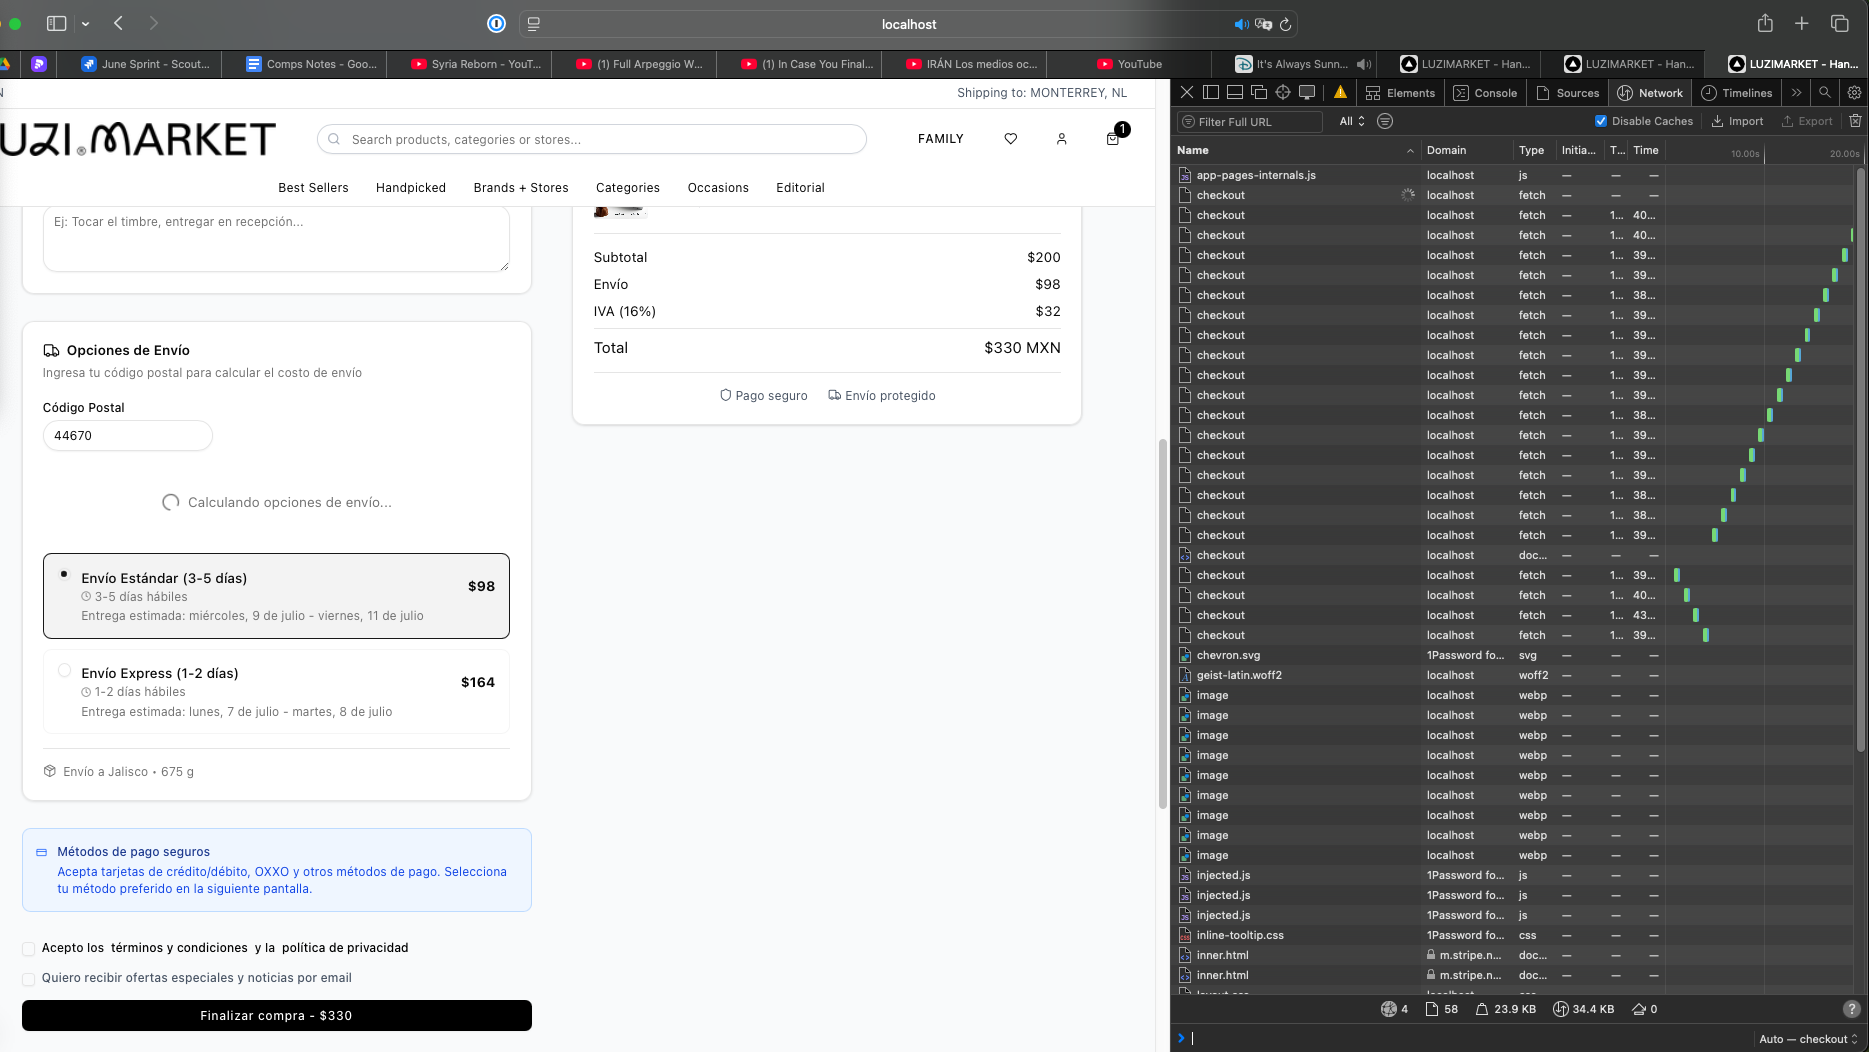 localhost
June Sprint - Scout...
Comps Notes - Goo...
Syria Reborn - YouT...
(1) Full Arpeggio W...
(1) In Case You Final...
IRÁN Los medios oc...
YouTube
It's Always Sunn...
LUZIMARKET - Han...
LUZIMARKET - Han...
LUZIMARKET - Han...
Shipping to: MONTERREY, NL
UZI.MARKET
Search products, categories or stores...
FAMILY
1
Best Sellers
Handpicked
Brands + Stores
Categories
Occasions
Editorial
Ej: Tocar el timbre, entregar en recepción...
Opciones de Envío
Ingresa tu código postal para calcular el costo de envío
Código Postal
44670
Calculando opciones de envío...
Envío Estándar (3-5 días)
3-5 días hábiles
Entrega estimada: miércoles, 9 de julio - viernes, 11 de julio
$98
Envío Express (1-2 días)
1-2 días hábiles
Entrega estimada: lunes, 7 de julio - martes, 8 de julio
$164
Envío a Jalisco • 675 g
Métodos de pago seguros
Acepta tarjetas de crédito/débito, OXXO y otros métodos de pago. Selecciona
tu método preferido en la siguiente pantalla.
Acepto los términos y condiciones y la política de privacidad
Quiero recibir ofertas especiales y noticias por email
Finalizar compra - $330
Subtotal $200
Envío $98
IVA (16%) $32
Total $330 MXN
Pago seguro Envío protegido
Elements Console Sources Network Timelines
Filter Full URL All Disable Caches Import Export
Name Domain Type Initia... T... Time 10.00s 20.00s
app-pages-internals.js localhost js — — —
checkout localhost fetch — — —
checkout localhost fetch — 1... 40...
checkout localhost fetch — 1... 40...
checkout localhost fetch — 1... 39...
checkout localhost fetch — 1... 39...
checkout localhost fetch — 1... 38...
checkout localhost fetch — 1... 39...
checkout localhost fetch — 1... 39...
checkout localhost fetch — 1... 39...
checkout localhost fetch — 1... 39...
checkout localhost fetch — 1... 39...
checkout localhost fetch — 1... 38...
checkout localhost fetch — 1... 39...
checkout localhost fetch — 1... 39...
checkout localhost fetch — 1... 39...
checkout localhost fetch — 1... 38...
checkout localhost fetch — 1... 38...
checkout localhost fetch — 1... 39...
checkout localhost doc... — — —
checkout localhost fetch — 1... 39...
checkout localhost fetch — 1... 40...
checkout localhost fetch — 1... 43...
checkout localhost fetch — 1... 39...
chevron.svg 1Password fo... svg — — —
geist-latin.woff2 localhost woff2 — — —
image localhost webp — — —
image localhost webp — — —
image localhost webp — — —
image localhost webp — — —
image localhost webp — — —
image localhost webp — — —
image localhost webp — — —
image localhost webp — — —
image localhost webp — — —
injected.js 1Password fo... js — — —
injected.js 1Password fo... js — — —
injected.js 1Password fo... js — — —
inline-tooltip.css 1Password fo... css — — —
inner.html m.stripe.n... doc... — — —
inner.html m.stripe.n... doc... — — —
4 58 23.9 KB 34.4 KB 0
Auto — checkout